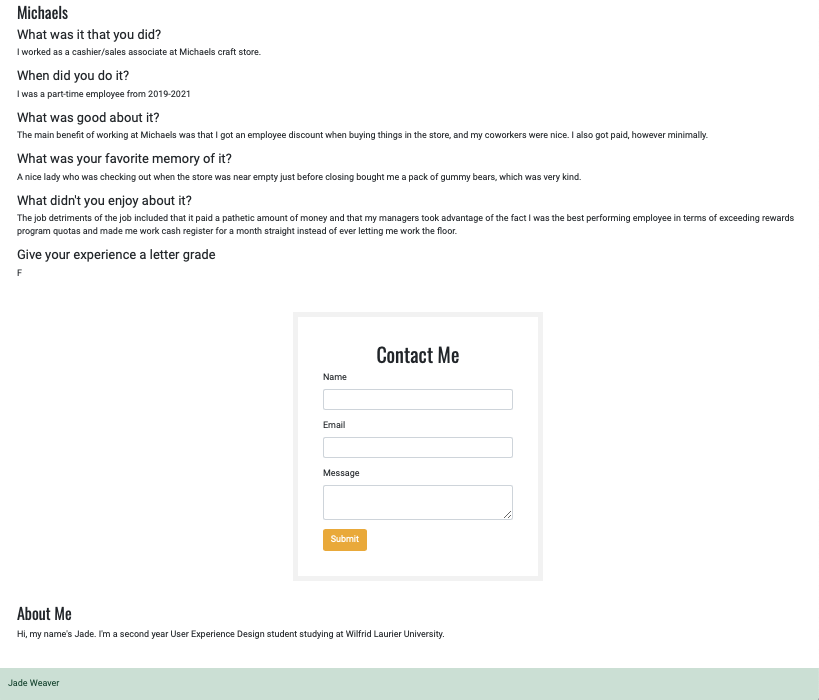 Michaels
What was it that you did?
I worked as a cashier/sales associate at Michaels craft store.
When did you do it?
I was a part-time employee from 2019-2021
What was good about it?
The main benefit of working at Michaels was that I got an employee discount when buying things in the store, and my coworkers were nice. I also got paid, however minimally.
What was your favorite memory of it?
A nice lady who was checking out when the store was near empty just before closing bought me a pack of gummy bears, which was very kind.
What didn't you enjoy about it?
The job detriments of the job included that it paid a pathetic amount of money and that my managers took advantage of the fact I was the best performing employee in terms of exceeding rewards
program quotas and made me work cash register for a month straight instead of ever letting me work the floor.
Give your experience a letter grade
F
Contact Me
Name
Email
Message
Submit
About Me
Hi, my name's Jade. I'm a second year User Experience Design student studying at Wilfrid Laurier University.
Jade Weaver